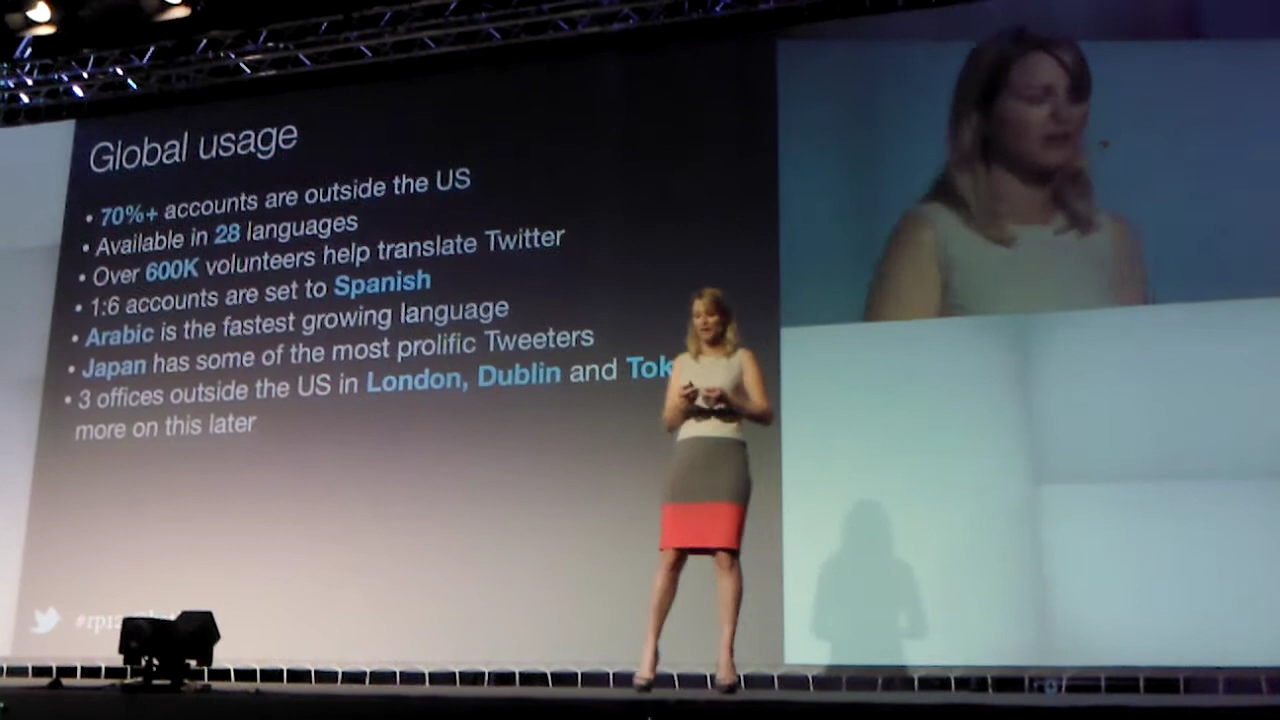 Global usage
• 70%+ accounts are outside the US
• Available in 28 languages
• Over 600K volunteers help translate Twitter
• 1:6 accounts are set to Spanish
• Arabic is the fastest growing language
• Japan has some of the most prolific Tweeters
• 3 offices outside the US in London, Dublin and
more on this later